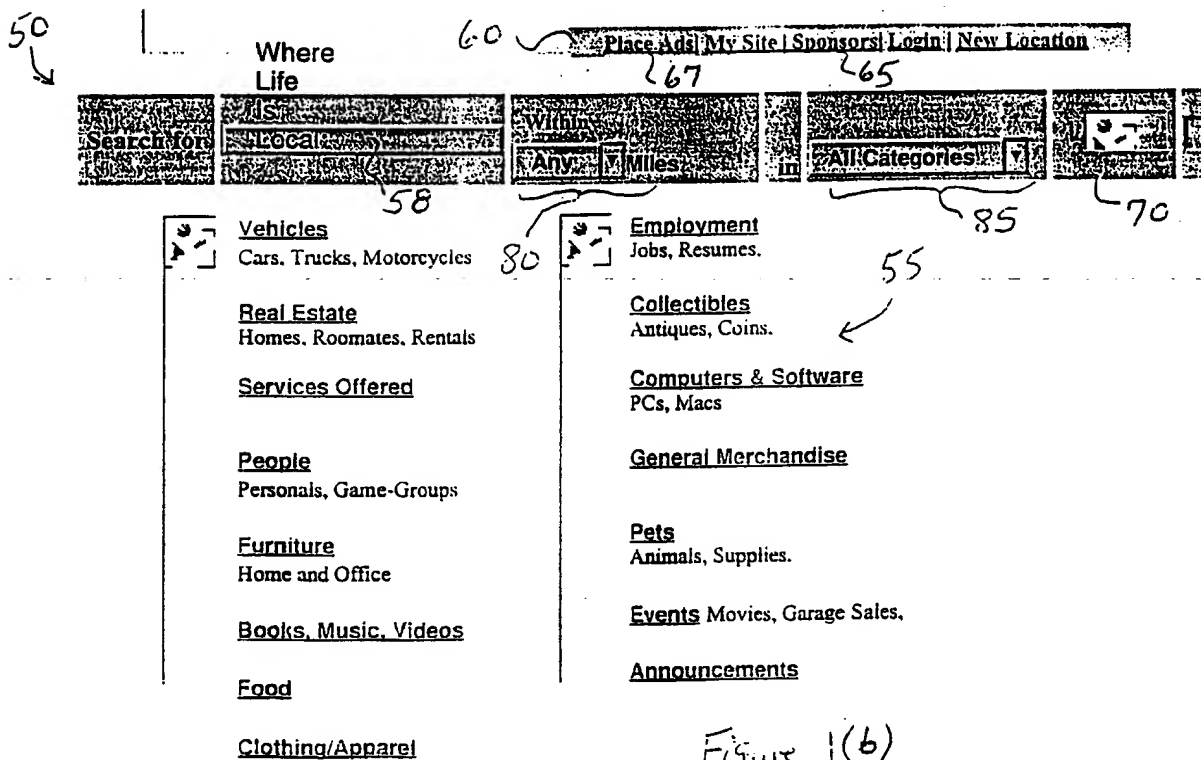 50
60
Place Ads| My Site | Sponsors| Login | New Location
67
65
Where
Life
Is
Local
Search for
Within
Any Miles
in
All Categories
58
80
85
70
55
Vehicles
Cars, Trucks, Motorcycles
Real Estate
Homes, Roomates, Rentals
Services Offered
People
Personals, Game-Groups
Furniture
Home and Office
Books, Music, Videos
Food
Clothing/Apparel
Employment
Jobs, Resumes.
Collectibles
Antiques, Coins.
Computers & Software
PCs, Macs
General Merchandise
Pets
Animals, Supplies.
Events Movies, Garage Sales,
Announcements
Figure 1(b)